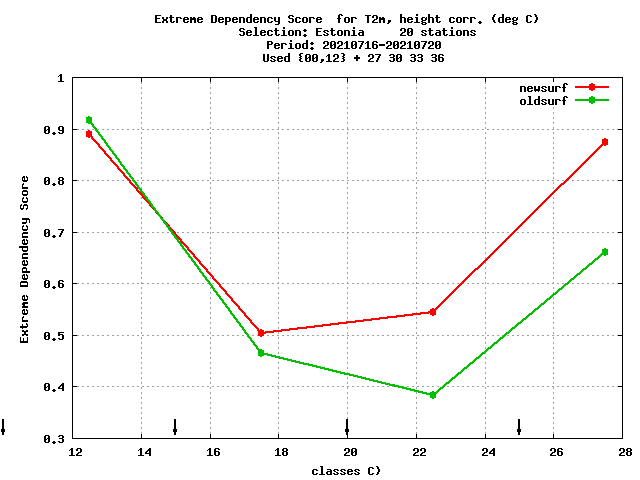 Extreme Dependency Score  for T2m, height corr. (deg C)
Selection: Estonia     20 stations
Period: 20210716-20210720
Used {00,12} + 27 30 33 36
newsurf
oldsurf
Extreme Dependency Score
1
0.9
0.8
0.7
0.6
0.5
0.4
0.3
12 14 16 18 20 22 24 26 28
classes C)